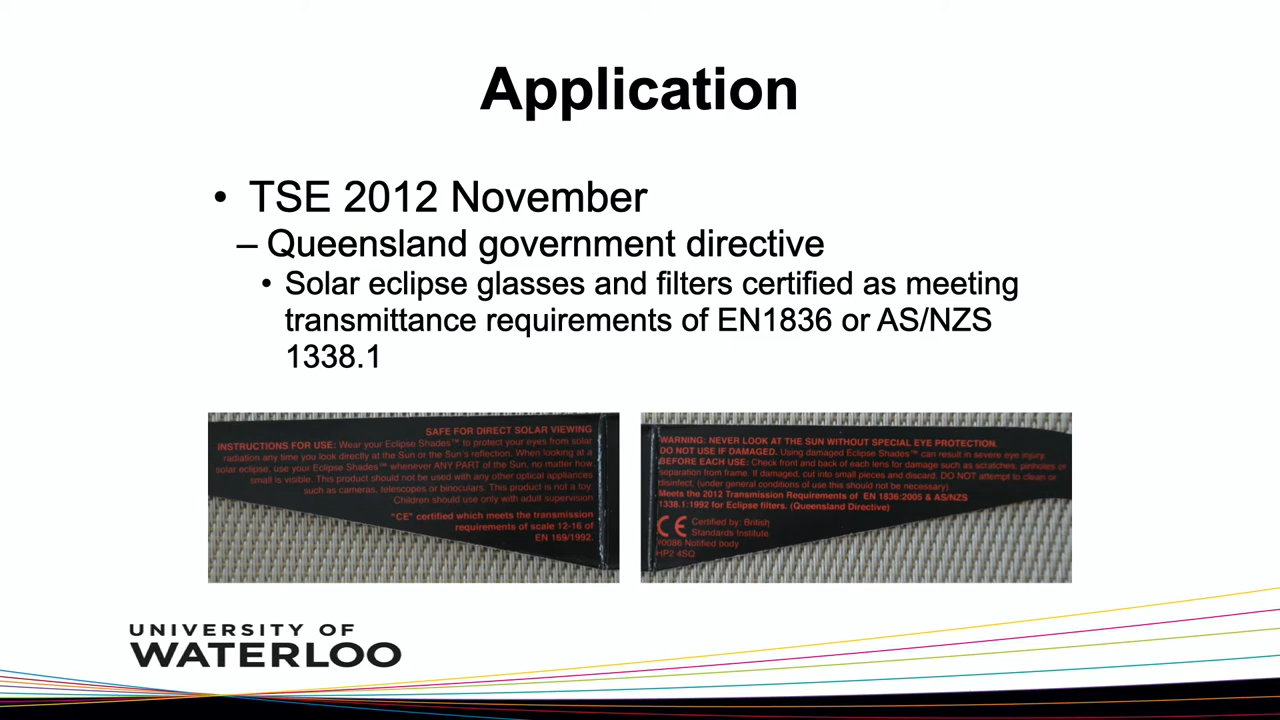 Application
• TSE 2012 November
– Queensland government directive
• Solar eclipse glasses and filters certified as meeting
transmittance requirements of EN1836 or AS/NZS
1338.1
SAFE FOR DIRECT SOLAR VIEWING
INSTRUCTIONS FOR USE: Wear your Eclipse Shades™ to protect your eyes from solar
radiation any time you look directly at the Sun or the Sun's reflection. When looking at a
solar eclipse, use your Eclipse Shades™ whenever ANY PART of the Sun, no matter how
small is visible. This product should not be used with any other optical appliances
such as cameras, telescopes or binoculars. This product is not a toy.
Children should use only with adult supervision
"CE" certified which meets the transmission
requirements of scale 12-16 of
EN 169/1992.
WARNING: NEVER LOOK AT THE SUN WITHOUT SPECIAL EYE PROTECTION.
DO NOT USE IF DAMAGED. Using damaged Eclipse Shades™ can result in severe eye injury.
BEFORE EACH USE: Check front and back of each lens for damage such as scratches, pinholes or
separation from frame. If damaged, cut into small pieces and discard. DO NOT attempt to clean or
disinfect. (under general conditions of use this should not be necessary)
Meets the 2012 Transmission Requirements of EN 1836:2005 & AS/NZS
1338.1:1992 for Eclipse filters. (Queensland Directive)
CE Certified by: British
Standards Institute
#0086 Notified body
HP2 4SQ
UNIVERSITY OF
WATERLOO